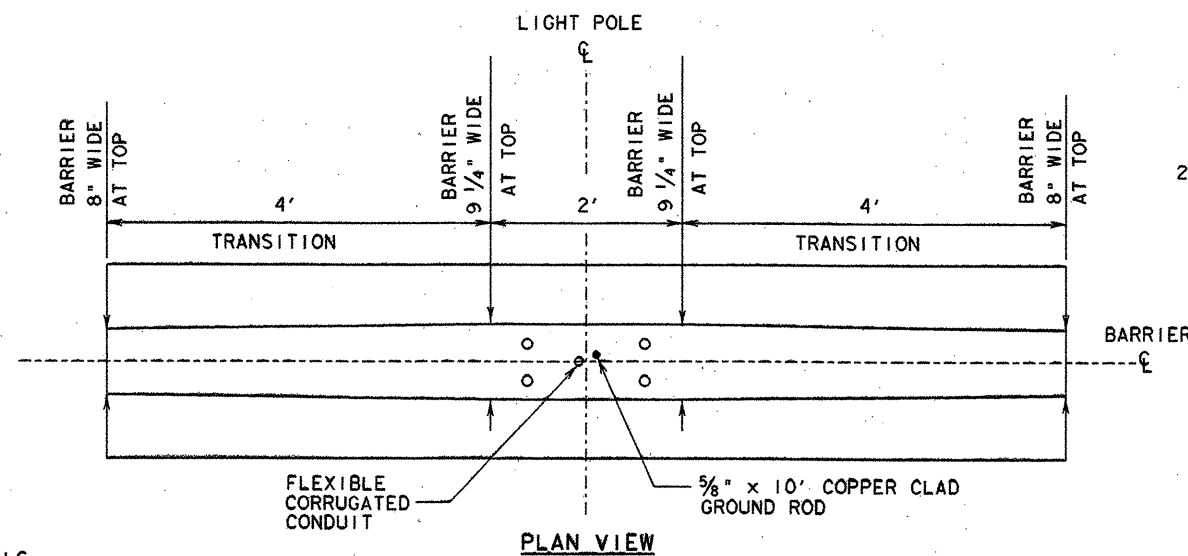 LIGHT POLE
℄
BARRIER
8" WIDE
AT TOP
BARRIER
9 1/4" WIDE
AT TOP
BARRIER
9 1/4" WIDE
AT TOP
BARRIER
8" WIDE
AT TOP
2
4'
2'
4'
TRANSITION
TRANSITION
BARRIER
℄
FLEXIBLE
CORRUGATED
CONDUIT
5/8" x 10' COPPER CLAD
GROUND ROD
PLAN VIEW